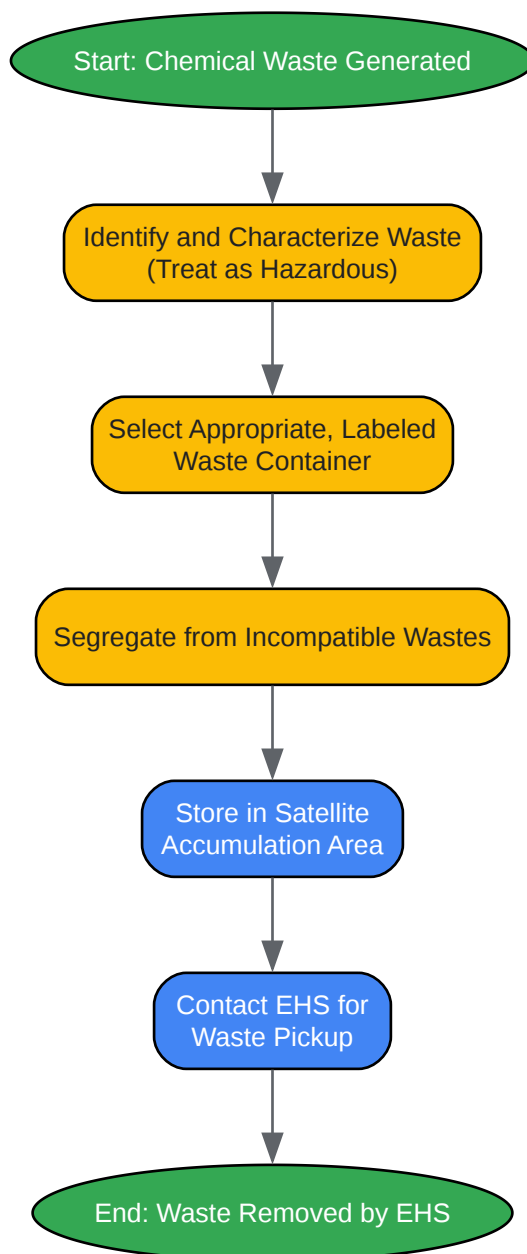 Start: Chemical Waste Generated
Identify and Characterize Waste
(Treat as Hazardous)
Select Appropriate, Labeled
Waste Container
Segregate from Incompatible Wastes
Store in Satellite
Accumulation Area
Contact EHS for
Waste Pickup
End: Waste Removed by EHS